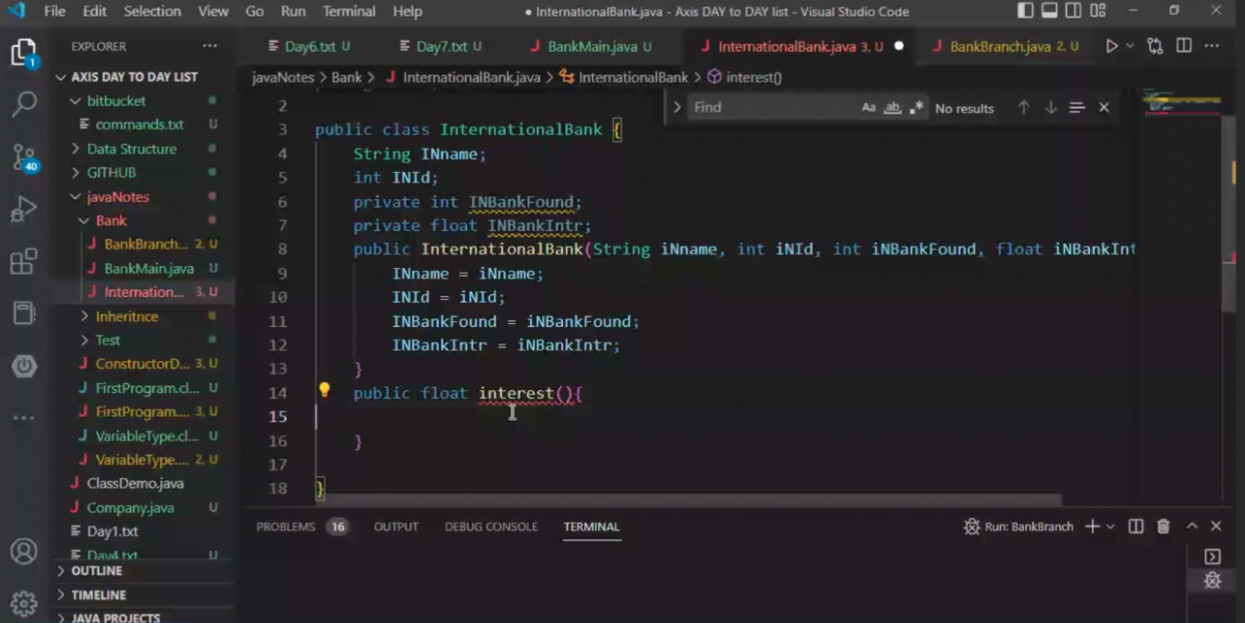 File Edit Selection View Go Run Terminal Help
● InternationalBank.java - Axis DAY to DAY list - Visual Studio Code
EXPLORER ...
Day6.txt U
Day7.txt U
BankMain.java U
InternationalBank.java 3, U ●
BankBranch.java 2, U
AXIS DAY TO DAY LIST
javaNotes > Bank > InternationalBank.java > InternationalBank > interest()
Find
Aa ab .* No results
1
40
bitbucket
commands.txt U
Data Structure
GITHUB
javaNotes
Bank
BankBranch... 2, U
BankMain.java U
Internation... 3, U
Inheritnce
Test
ConstructorD... 3, U
FirstProgram.cl... U
FirstProgram.... 3, U
VariableType.cl... U
VariableType.... 2, U
ClassDemo.java
Company.java U
Day1.txt
Day4.txt U
OUTLINE
TIMELINE
JAVA PROJECTS
2
3 public class InternationalBank {
4 String INname;
5 int INId;
6 private int INBankFound;
7 private float INBankIntr;
8 public InternationalBank(String iNname, int iNId, int iNBankFound, float iNBankInt
9 INname = iNname;
10 INId = iNId;
11 INBankFound = iNBankFound;
12 INBankIntr = iNBankIntr;
13 }
14 public float interest(){
15
16 }
17
18 }
PROBLEMS 16 OUTPUT DEBUG CONSOLE TERMINAL
Run: BankBranch